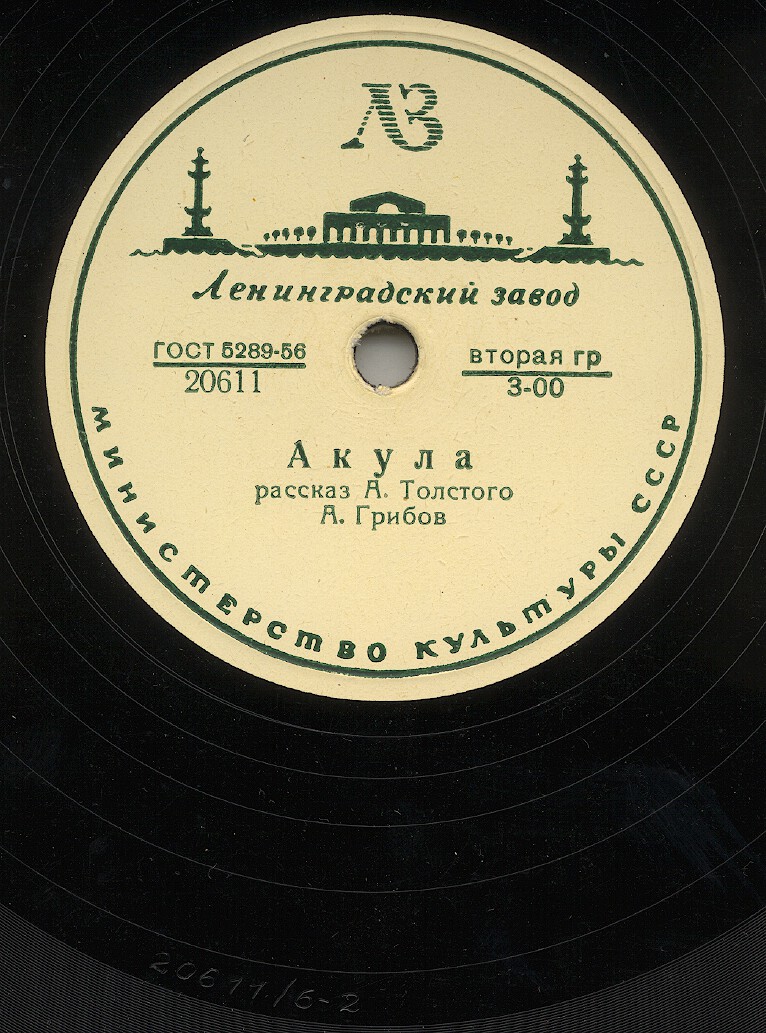 ЛЗ
Ленинградский завод
ГОСТ 5289-56
20611
вторая гр
3-00
Акула
рассказ А. Толстого
А. Грибов
МИНИСТЕРСТВО КУЛЬТУРЫ СССР
20611/6-2